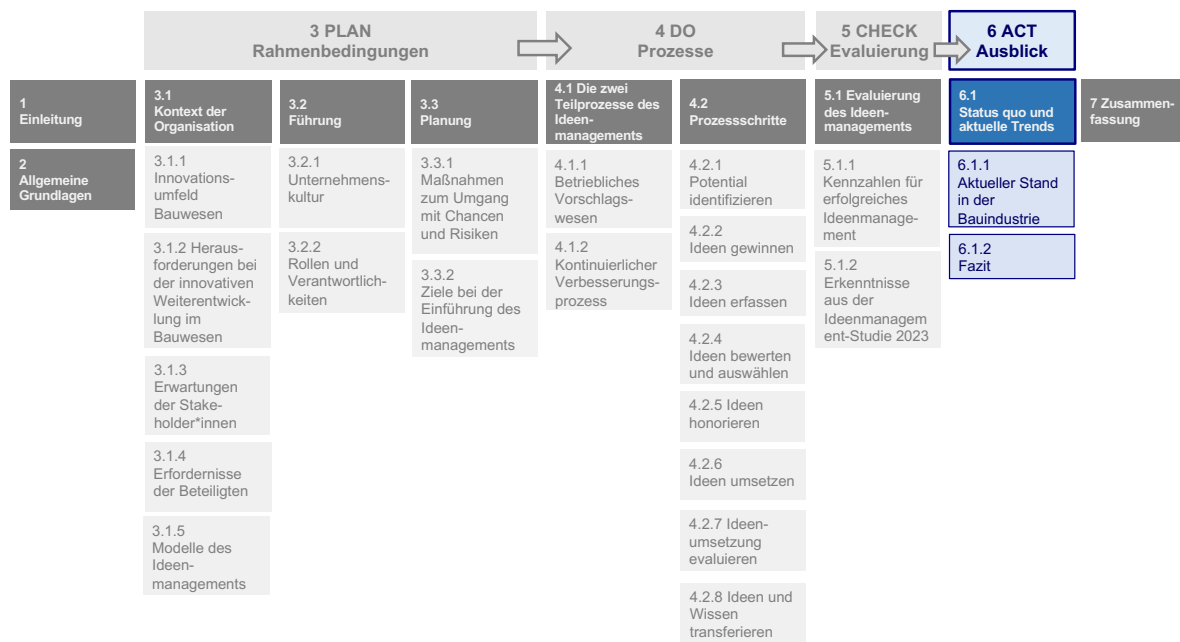 3 PLAN
Rahmenbedingungen
4 DO
Prozesse
5 CHECK
Evaluierung
6 ACT
Ausblick
1
Einleitung
3.1
Kontext der
Organisation
3.2
Führung
3.3
Planung
4.1 Die zwei
Teilprozesse des
Ideen-
managements
4.2
Prozessschritte
5.1 Evaluierung
des Ideen-
managements
6.1
Status quo und
aktuelle Trends
7 Zusammen-
fassung
2
Allgemeine
Grundlagen
3.1.1
Innovations-
umfeld
Bauwesen
3.1.2 Heraus-
forderungen bei
der innovativen
Weiterentwick-
lung im
Bauwesen
3.1.3
Erwartungen
der Stake-
holder*innen
3.1.4
Erfordernisse
der Beteiligten
3.1.5
Modelle des
Ideen-
managements
3.2.1
Unternehmens-
kultur
3.2.2
Rollen und
Verantwortlich-
keiten
3.3.1
Maßnahmen
zum Umgang
mit Chancen
und Risiken
3.3.2
Ziele bei der
Einführung des
Ideen-
managements
4.1.1
Betriebliches
Vorschlags-
wesen
4.1.2
Kontinuierlicher
Verbesserungs-
prozess
4.2.1
Potential
identifizieren
4.2.2
Ideen gewinnen
4.2.3
Ideen erfassen
4.2.4
Ideen bewerten
und auswählen
4.2.5 Ideen
honorieren
4.2.6
Ideen umsetzen
4.2.7 Ideen-
umsetzung
evaluieren
4.2.8 Ideen und
Wissen
transferieren
5.1.1
Kennzahlen für
erfolgreiches
Ideenmanage-
ment
5.1.2
Erkenntnisse
aus der
Ideenmanagem
ent-Studie 2023
6.1.1
Aktueller Stand
in der
Bauindustrie
6.1.2
Fazit